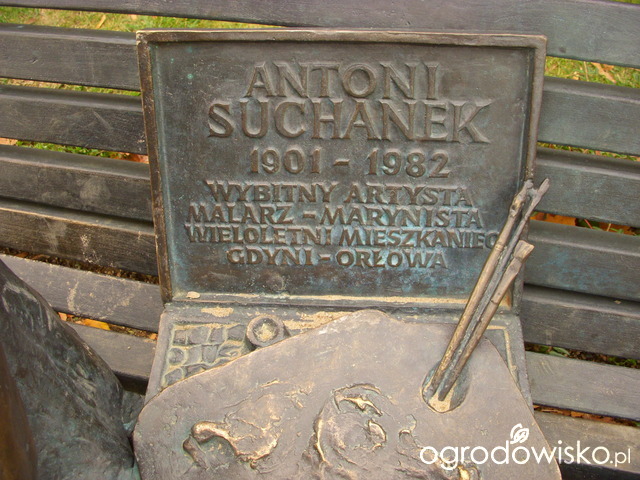 ANTONI
SUCHANEK
1901 - 1982
WYBITNY ARTYSTA
MALARZ - MARYNISTA
WIELOLETNI MIESZKANIEC
GDYNI - ORŁOWA
ogrodowisko.pl